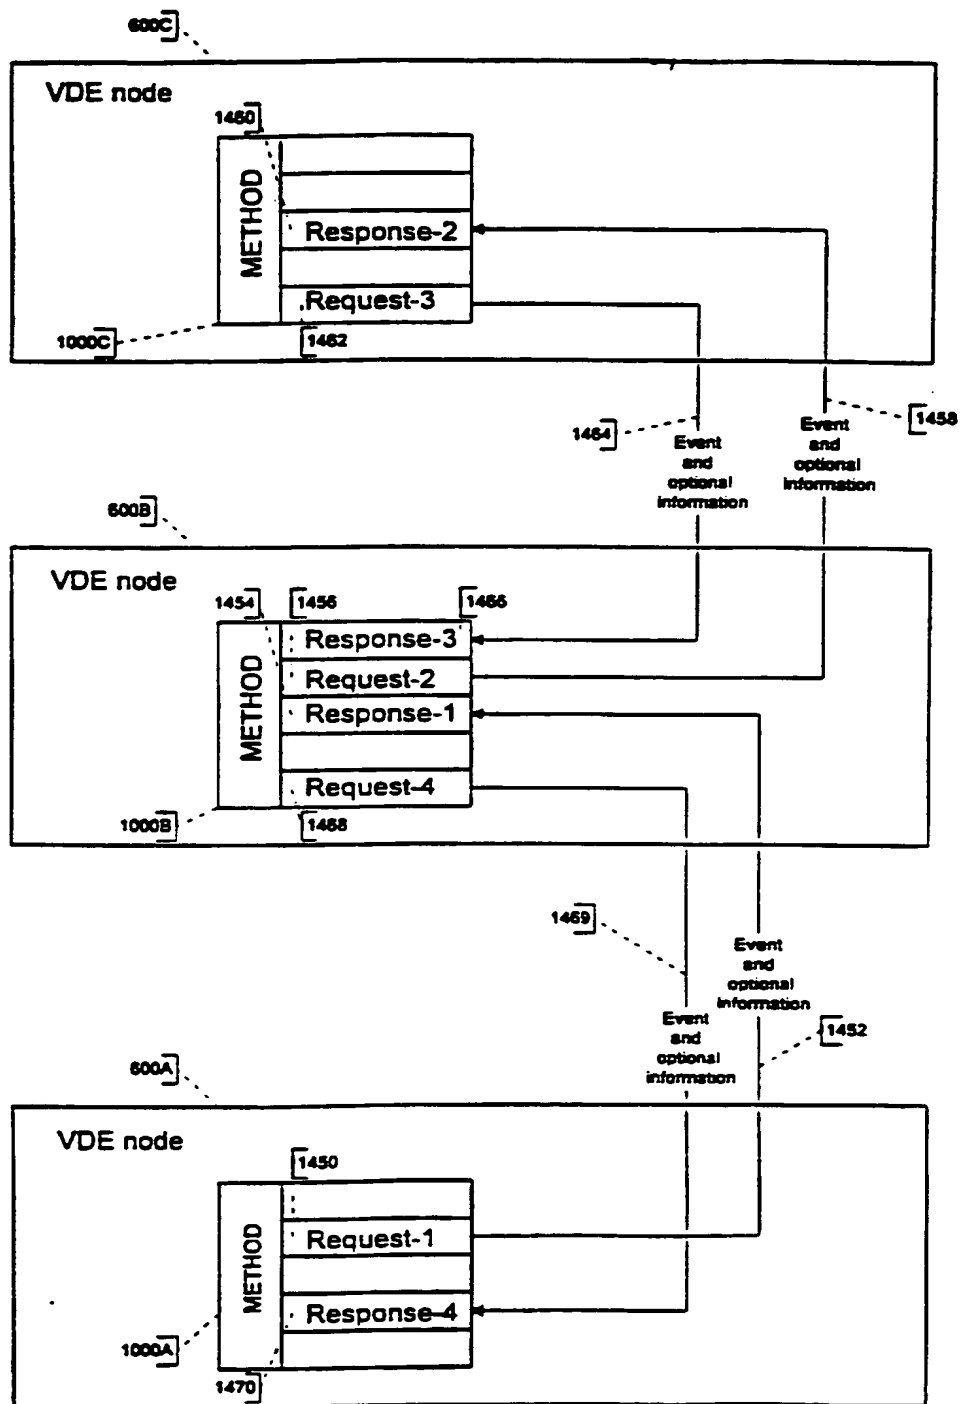 600C
VDE node
1460
METHOD
Response-2
Request-3
1000C
1462
1464
1458
Event
and
optional
information
Event
and
optional
information
600B
VDE node
1454
1456
1466
METHOD
Response-3
Request-2
Response-1
Request-4
1000B
1468
1469
Event
and
optional
information
Event
and
optional
information
1452
600A
VDE node
1450
METHOD
Request-1
Response-4
1000A
1470